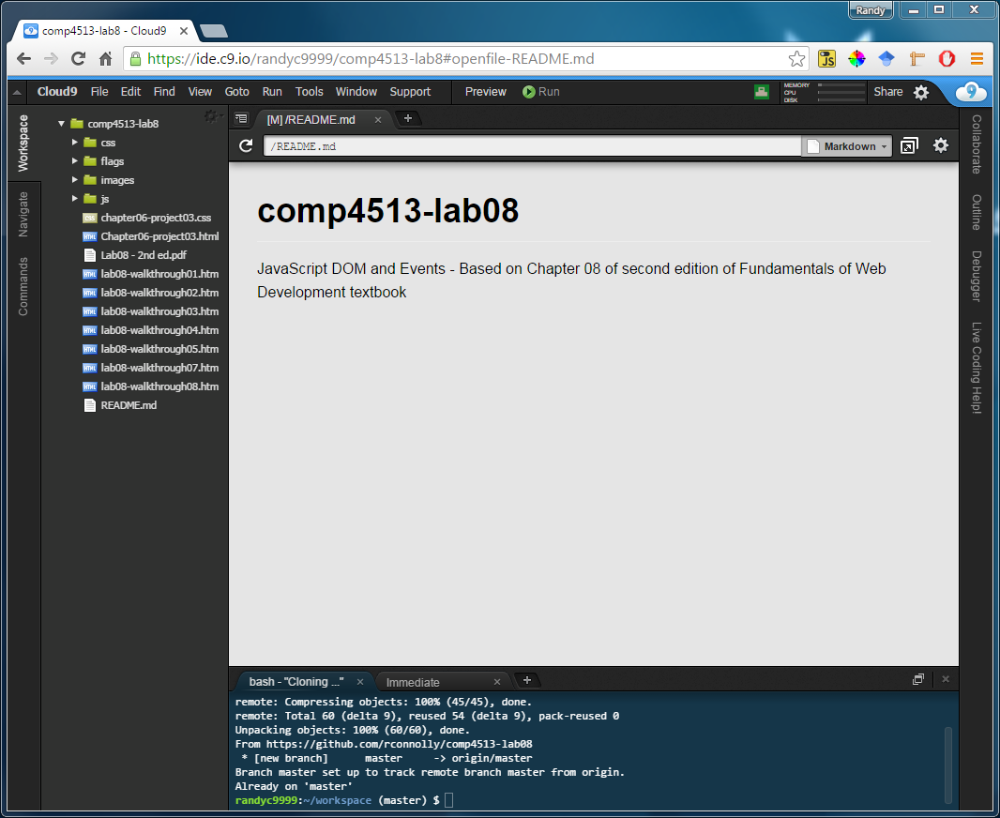 Randy
comp4513-lab8 - Cloud9
https://ide.c9.io/randyc9999/comp4513-lab8#openfile-README.md
JS
Cloud9 File Edit Find View Goto Run Tools Window Support Preview Run MEMORY CPU DISK Share 9
Workspace
Navigate
Commands
comp4513-lab8
css
flags
images
js
chapter06-project03.css
Chapter06-project03.html
Lab08 - 2nd ed.pdf
lab08-walkthrough01.htm
lab08-walkthrough02.htm
lab08-walkthrough03.htm
lab08-walkthrough04.htm
lab08-walkthrough05.htm
lab08-walkthrough07.htm
lab08-walkthrough08.htm
README.md
[M] /README.md
/README.md Markdown
comp4513-lab08
JavaScript DOM and Events - Based on Chapter 08 of second edition of Fundamentals of Web
Development textbook
Collaborate
Outline
Debugger
Live Coding Help!
bash - "Cloning ..." Immediate
remote: Compressing objects: 100% (45/45), done.
remote: Total 60 (delta 9), reused 54 (delta 9), pack-reused 0
Unpacking objects: 100% (60/60), done.
From https://github.com/rconnolly/comp4513-lab08
* [new branch] master -> origin/master
Branch master set up to track remote branch master from origin.
Already on 'master'
randyc9999:~/workspace (master) $